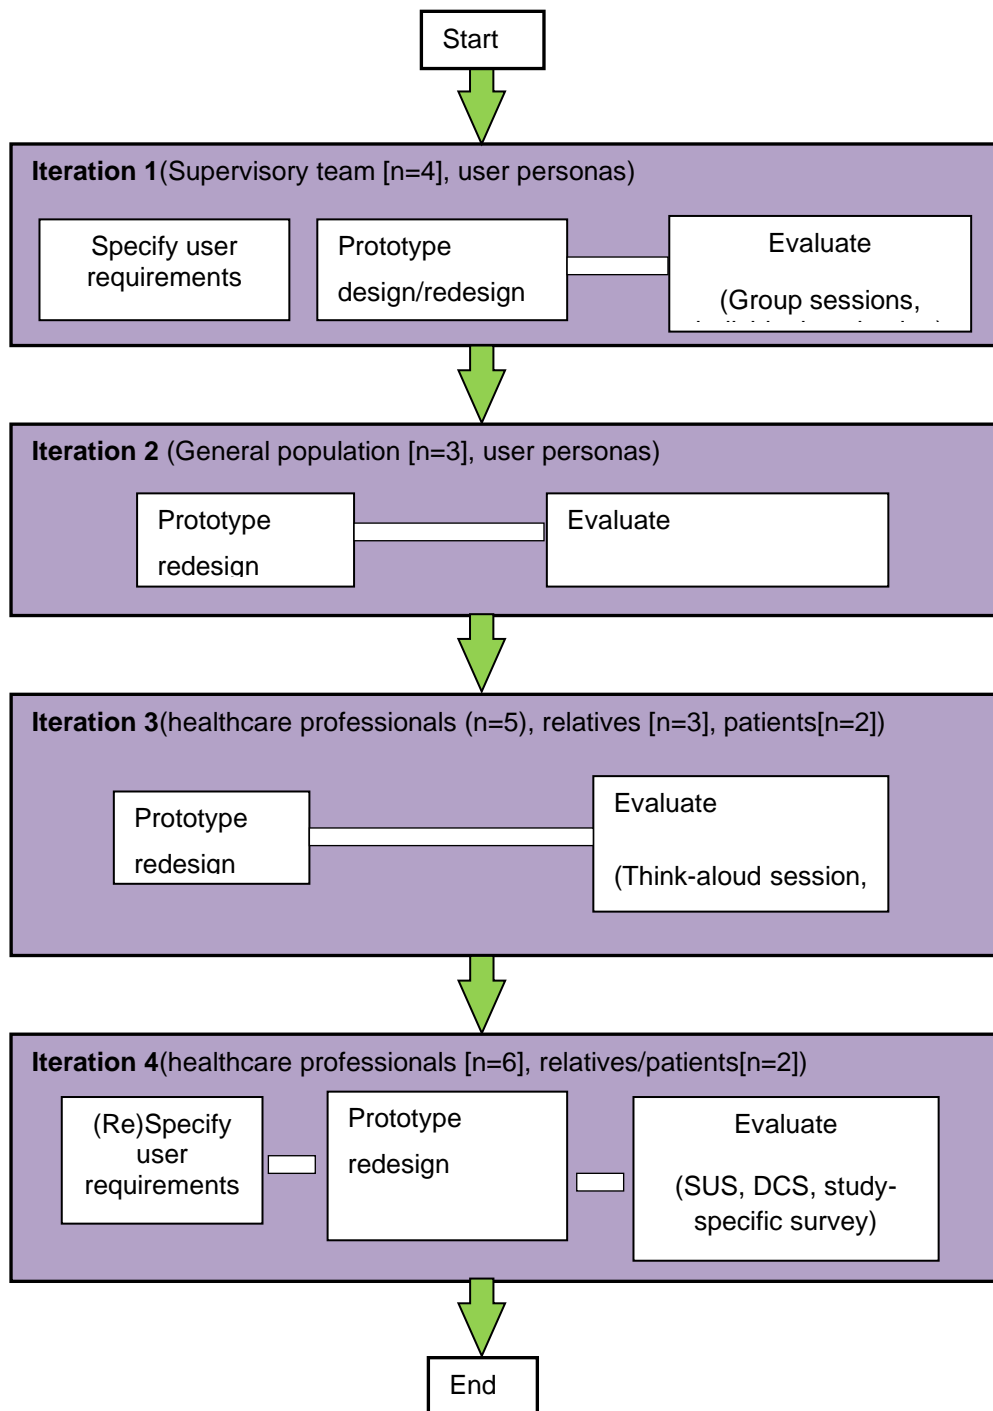 Start
Iteration 1(Supervisory team [n=4], user personas)
Specify user
requirements
Prototype
design/redesign
Evaluate
(Group sessions,
Iteration 2 (General population [n=3], user personas)
Prototype
redesign
Evaluate
Iteration 3(healthcare professionals (n=5), relatives [n=3], patients[n=2])
Prototype
redesign
Evaluate
(Think-aloud session,
Iteration 4(healthcare professionals [n=6], relatives/patients[n=2])
(Re)Specify
user
requirements
Prototype
redesign
Evaluate
(SUS, DCS, study-
specific survey)
End